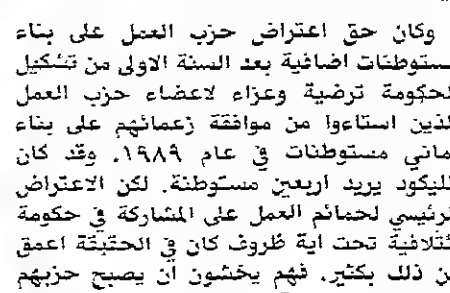 وكان حق اعتراض حزب العمل على بناء
مستوطنات اضافية بعد السنة الاولى من تشكيل
الحكومة ترضية وعزاء لاعضاء حزب العمل
الذين استاءوا من موافقة زعمائهم على بناء
ثماني مستوطنات في عام ١٩٨٩. وقد كان
الليكود يريد اربعين مستوطنة. لكن الاعتراض
الرئيسي لحمائم العمل على المشاركة في حكومة
ائتلافية تحت اية ظروف كان في الحقيقة اعمق
من ذلك بكثير. فهم يخشون ان يصبح حزبهم